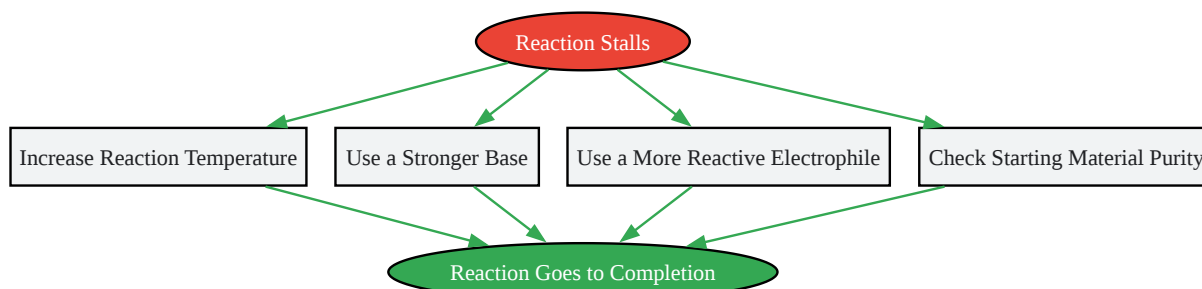 Reaction Stalls
Increase Reaction Temperature
Use a Stronger Base
Use a More Reactive Electrophile
Check Starting Material Purity
Reaction Goes to Completion